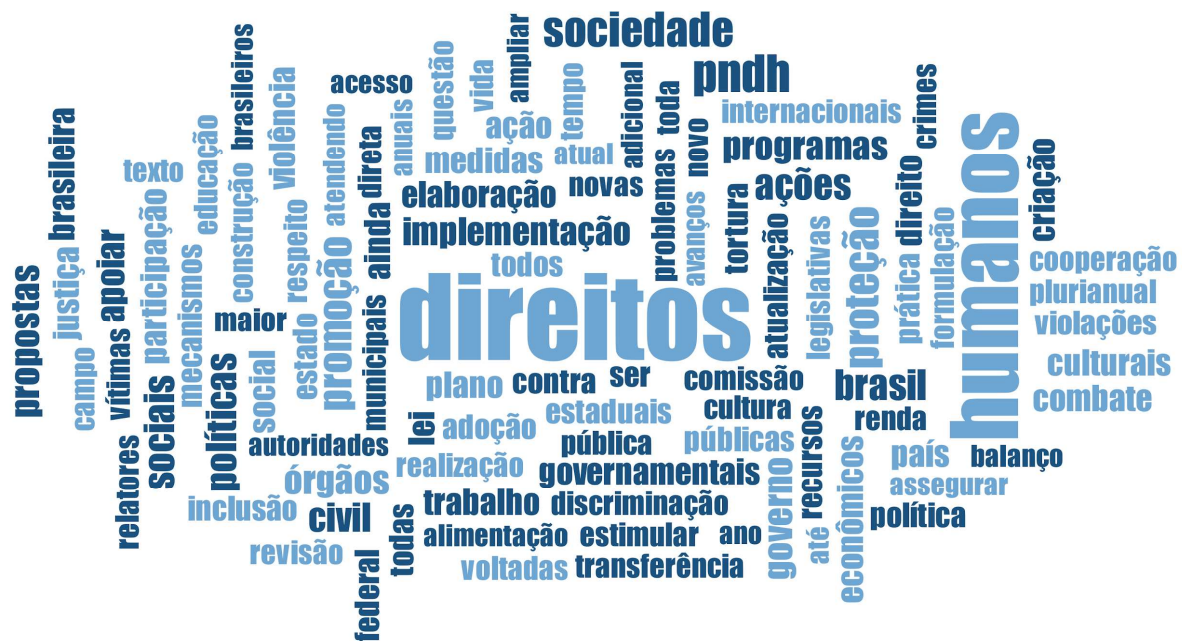 sociedade
pndh
internacionais
programas
ações
crimes
humanos
criação
cooperação
plurianual
violações
culturais
combate
brasileiros
violência
acesso
questão
vida
ampliar
ação
tempo
adicional
toda
problemas
novo
medidas
atual
anuais
direta
atendendo
elaboração
novas
avanços
tortura
implementação
todos
direitos
atualização
legislativas
proteção
prática
direito
formulação
brasileira
texto
educação
construção
respeito
promoção
ainda
participação
apoiar
justiça
propostas
campo
vítimas
mecanismos
maior
estado
municipais
social
políticas
sociais
relatores
autoridades
órgãos
inclusão
civil
revisão
federal
todas
lei
plano
contra
ser
comissão
brasil
renda
adoção
estaduais
cultura
pública
públicas
recursos
realização
governamentais
governo
país
balanço
assegurar
política
econômicos
até
trabalho
discriminação
alimentação
estimular
ano
voltadas
transferência